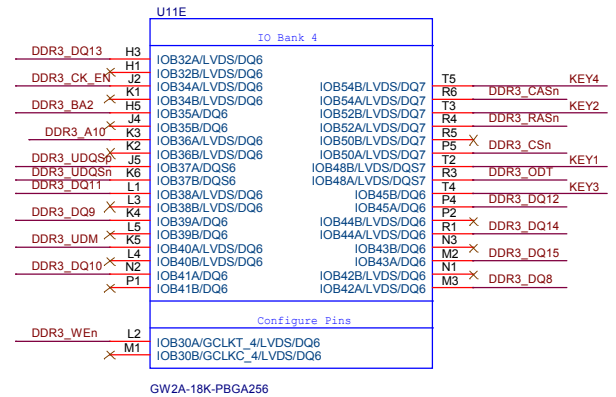 U11E
IO Bank 4
DDR3_DQ13 H3 IOB32A/LVDS/DQ6
H1 IOB32B/LVDS/DQ6
DDR3_CK_EN J2 IOB34A/LVDS/DQ6 IOB54B/LVDS/DQ7 T5 KEY4
K1 IOB34B/LVDS/DQ6 IOB54A/LVDS/DQ7 R6 DDR3_CASn
DDR3_BA2 H5 IOB35A/DQ6 IOB52B/LVDS/DQ7 T3 KEY2
J4 IOB35B/DQ6 IOB52A/LVDS/DQ7 R4 DDR3_RASn
DDR3_A10 K3 IOB36A/LVDS/DQ6 IOB50B/LVDS/DQ7 R5
K2 IOB36B/LVDS/DQ6 IOB50A/LVDS/DQ7 P5 DDR3_CSn
DDR3_UDQSp J5 IOB37A/DQS6 IOB48B/LVDS/DQS7 T2 KEY1
DDR3_UDQSn K6 IOB37B/DQS6 IOB48A/LVDS/DQS7 R3 DDR3_ODT
DDR3_DQ11 L1 IOB38A/LVDS/DQ6 IOB45B/DQ6 T4 KEY3
L3 IOB38B/LVDS/DQ6 IOB45A/DQ6 P4 DDR3_DQ12
DDR3_DQ9 K4 IOB39A/DQ6 IOB44B/LVDS/DQ6 P2
L5 IOB39B/DQ6 IOB44A/LVDS/DQ6 R1 DDR3_DQ14
DDR3_UDM K5 IOB40A/LVDS/DQ6 IOB43B/DQ6 N3
L4 IOB40B/LVDS/DQ6 IOB43A/DQ6 M2 DDR3_DQ15
DDR3_DQ10 N2 IOB41A/DQ6 IOB42B/LVDS/DQ6 N1
P1 IOB41B/DQ6 IOB42A/LVDS/DQ6 M3 DDR3_DQ8
Configure Pins
DDR3_WEn L2 IOB30A/GCLKT_4/LVDS/DQ6
M1 IOB30B/GCLKC_4/LVDS/DQ6
GW2A-18K-PBGA256